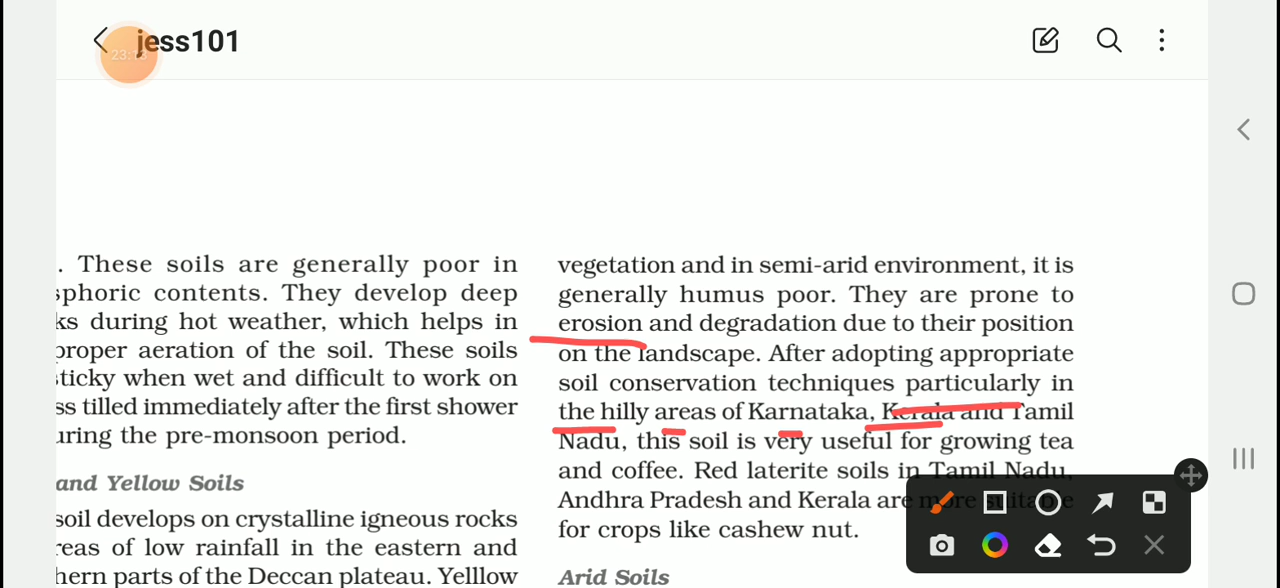 jess101
23:13
. These soils are generally poor in
sphoric contents. They develop deep
ks during hot weather, which helps in
proper aeration of the soil. These soils
sticky when wet and difficult to work on
ss tilled immediately after the first shower
uring the pre-monsoon period.
and Yellow Soils
soil develops on crystalline igneous rocks
reas of low rainfall in the eastern and
hern parts of the Deccan plateau. Yelllow
vegetation and in semi-arid environment, it is
generally humus poor. They are prone to
erosion and degradation due to their position
on the landscape. After adopting appropriate
soil conservation techniques particularly in
the hilly areas of Karnataka, Kerala and Tamil
Nadu, this soil is very useful for growing tea
and coffee. Red laterite soils in Tamil Nadu,
Andhra Pradesh and Kerala are more suitable
for crops like cashew nut.
Arid Soils